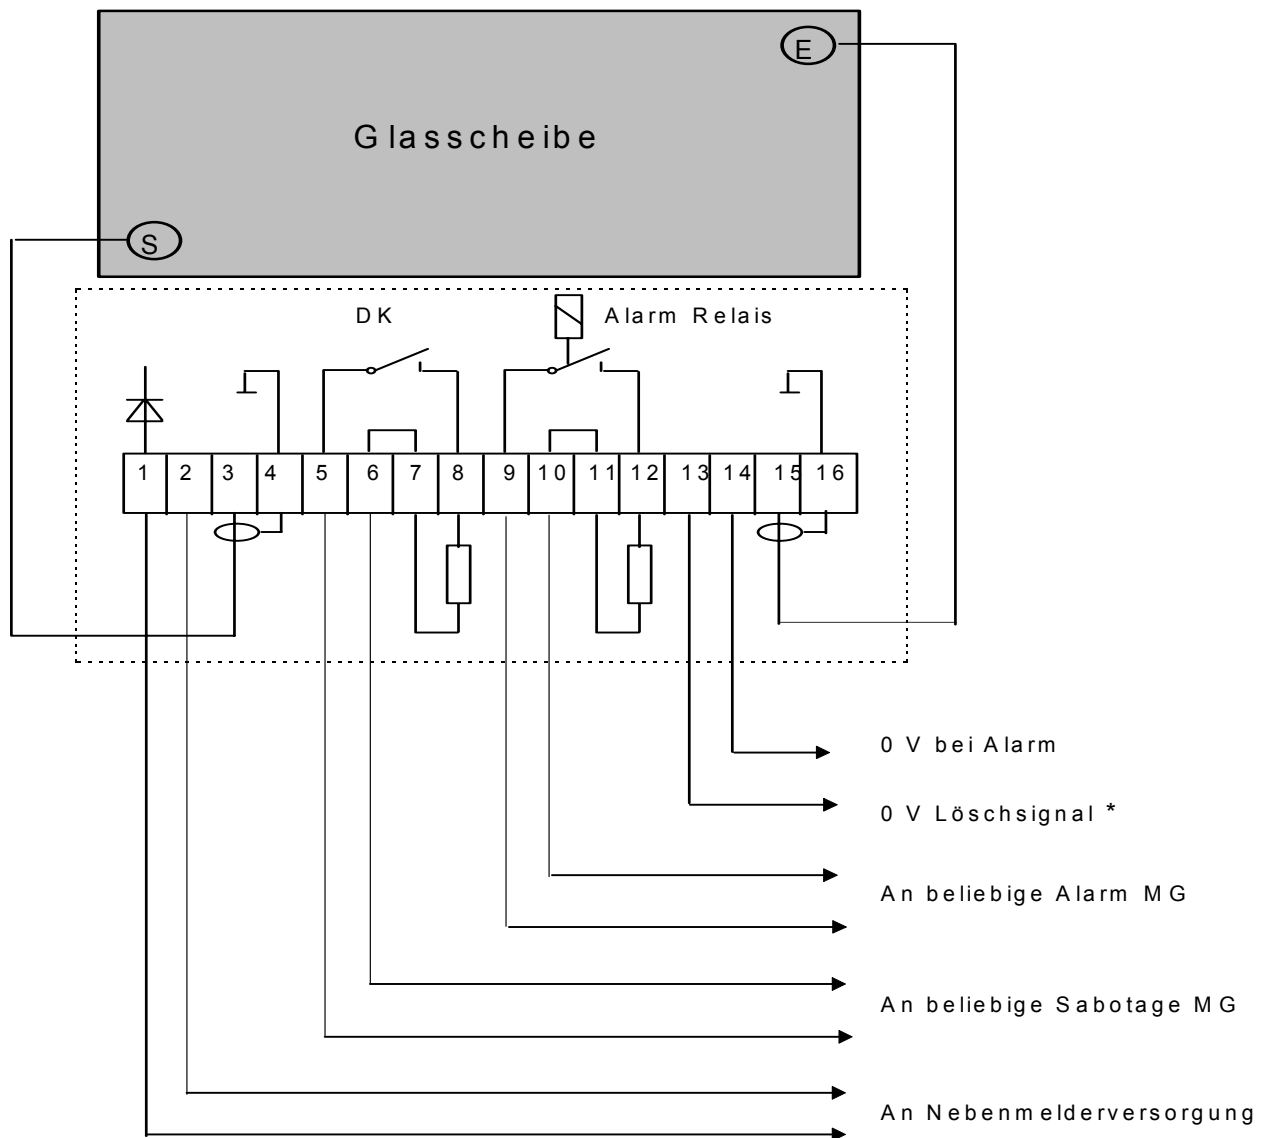 E
Glasscheibe
S
DK
Alarm Relais
1 2 3 4 5 6 7 8 9 10 11 12 13 14 15 16
0 V bei Alarm
0 V Löschsignal *
An beliebige Alarm MG
An beliebige Sabotage MG
An Nebenmelderversorgung